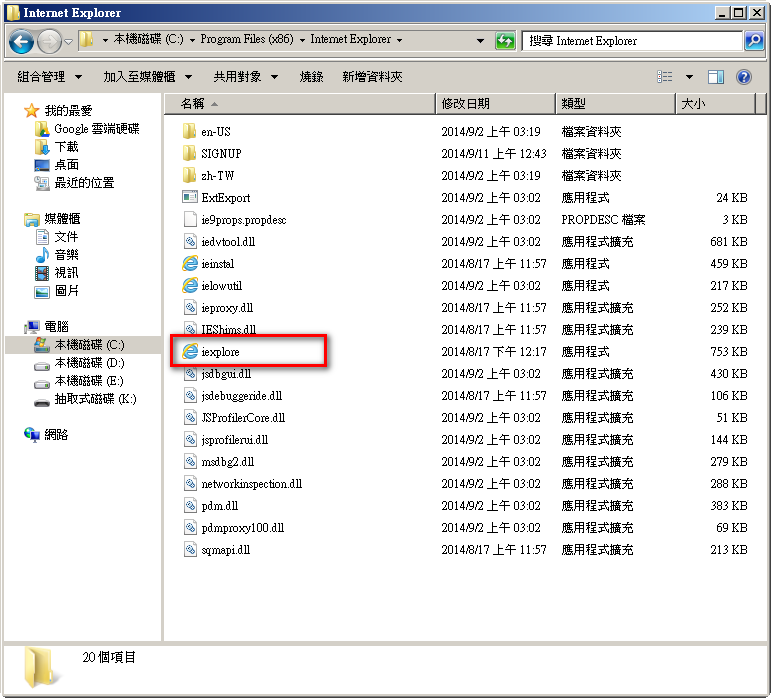 Internet Explorer
本機磁碟 (C:) Program Files (x86) Internet Explorer
搜尋 Internet Explorer
組合管理 加入至媒體櫃 共用對象 燒錄 新增資料夾
我的最愛
Google 雲端硬碟
下載
桌面
最近的位置
媒體櫃
文件
音樂
視訊
圖片
電腦
本機磁碟 (C:)
本機磁碟 (D:)
本機磁碟 (E:)
抽取式磁碟 (K:)
網路
名稱 修改日期 類型 大小
en-US 2014/9/2 上午 03:19 檔案資料夾
SIGNUP 2014/9/11 上午 12:43 檔案資料夾
zh-TW 2014/9/2 上午 03:19 檔案資料夾
ExtExport 2014/9/2 上午 03:02 應用程式 24 KB
ie9props.propdesc 2014/9/2 上午 03:02 PROPDESC 檔案 3 KB
iedvtool.dll 2014/9/2 上午 03:02 應用程式擴充 681 KB
ieinstal 2014/8/17 上午 11:57 應用程式 459 KB
ielowutil 2014/9/2 上午 03:02 應用程式 217 KB
ieproxy.dll 2014/8/17 上午 11:57 應用程式擴充 252 KB
IEShims.dll 2014/8/17 上午 11:57 應用程式擴充 239 KB
iexplore 2014/8/17 下午 12:17 應用程式 753 KB
jsdbgui.dll 2014/9/2 上午 03:02 應用程式擴充 430 KB
jsdebuggeride.dll 2014/8/17 上午 11:57 應用程式擴充 106 KB
JSProfilerCore.dll 2014/9/2 上午 03:02 應用程式擴充 51 KB
jsprofilerui.dll 2014/9/2 上午 03:02 應用程式擴充 144 KB
msdbg2.dll 2014/9/2 上午 03:02 應用程式擴充 279 KB
networkinspection.dll 2014/9/2 上午 03:02 應用程式擴充 288 KB
pdm.dll 2014/9/2 上午 03:02 應用程式擴充 383 KB
pdmproxy100.dll 2014/9/2 上午 03:02 應用程式擴充 69 KB
sqmapi.dll 2014/8/17 上午 11:57 應用程式擴充 213 KB
20 個項目